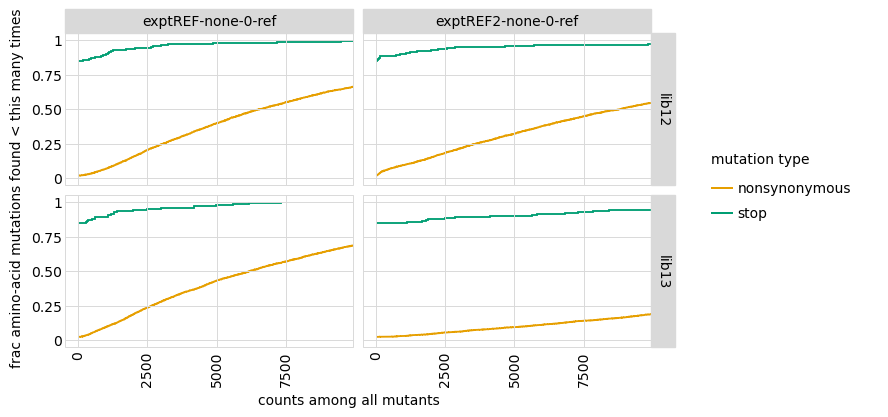 exptREF-none-0-ref
exptREF2-none-0-ref
frac amino-acid mutations found < this many times
1
0.75
0.50
0.25
0
lib12
1
0.75
0.50
0.25
0
lib13
0
2500
5000
7500
0
2500
5000
7500
counts among all mutants
mutation type
nonsynonymous
stop